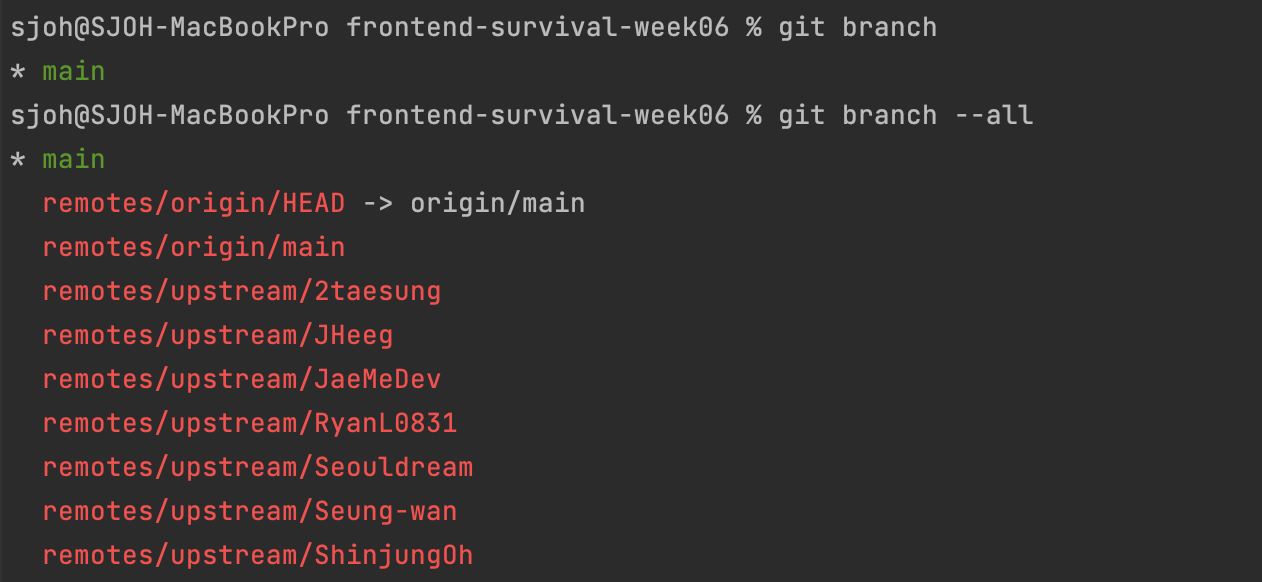 sjoh@SJOH-MacBookPro frontend-survival-week06 % git branch
* main
sjoh@SJOH-MacBookPro frontend-survival-week06 % git branch --all
* main
  remotes/origin/HEAD -> origin/main
  remotes/origin/main
  remotes/upstream/2taesung
  remotes/upstream/JHeeg
  remotes/upstream/JaeMeDev
  remotes/upstream/RyanL0831
  remotes/upstream/Seouldream
  remotes/upstream/Seung-wan
  remotes/upstream/ShinjungOh